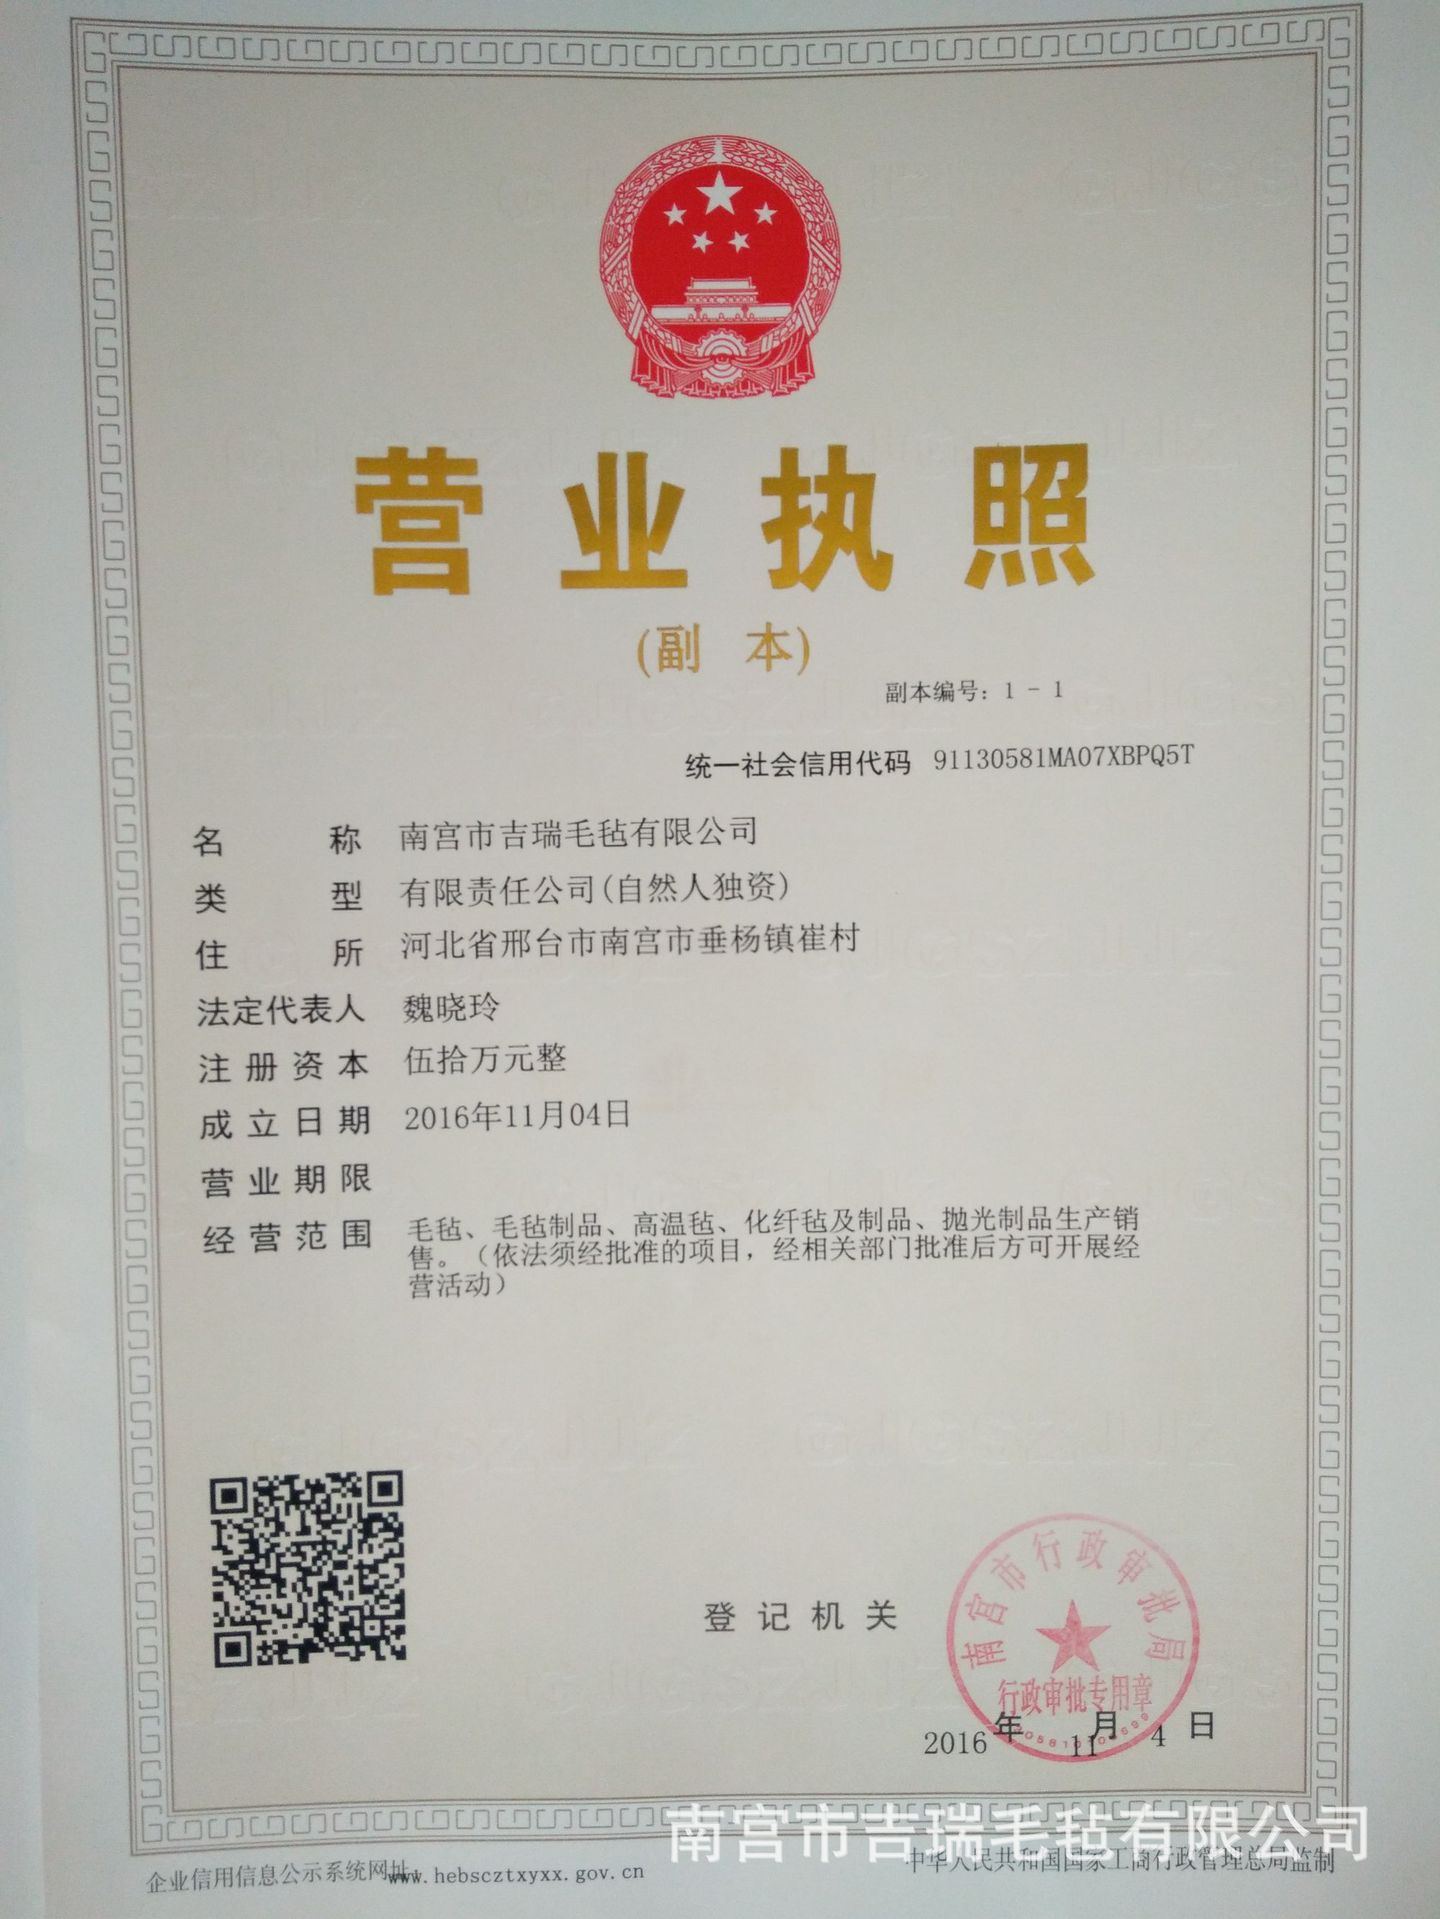 营业执照
(副 本)
副本编号：1 - 1
统一社会信用代码 91130581MA07XBPQ5T
名称 南宫市吉瑞毛毡有限公司
类型 有限责任公司(自然人独资)
住所 河北省邢台市南宫市垂杨镇崔村
法定代表人 魏晓玲
注册资本 伍拾万元整
成立日期 2016年11月04日
营业期限
经营范围 毛毡、毛毡制品、高温毡、化纤毡及制品、抛光制品生产销
售。（依法须经批准的项目，经相关部门批准后方可开展经
营活动）
南宫市行政审批局
登记机关
行政审批专用章
2016年11月4日
南宫市吉瑞毛毡有限公司
企业信用信息公示系统网址：www.hebscztxyxx.gov.cn
中华人民共和国国家工商行政管理总局监制